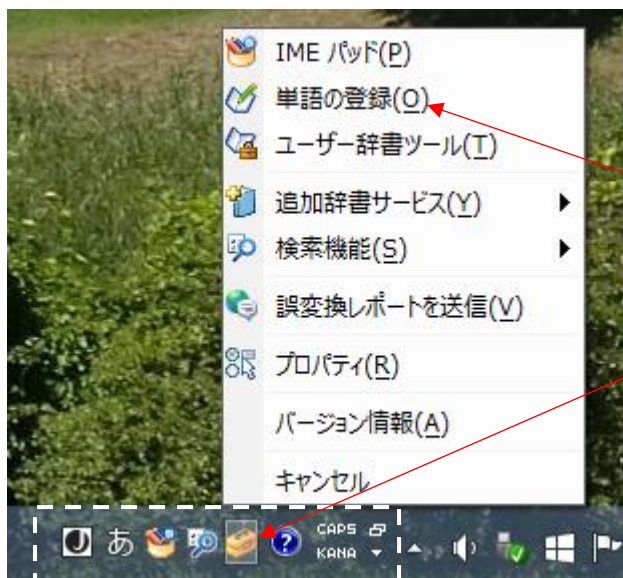 IME パッド(P)
単語の登録(O)
ユーザー辞書ツール(T)
追加辞書サービス(Y)
検索機能(S)
誤変換レポートを送信(V)
プロパティ(R)
バージョン情報(A)
キャンセル
あ CAPS
KANA